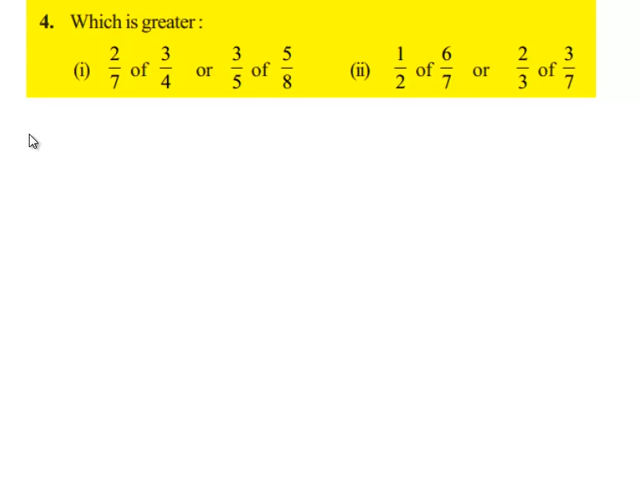 4. Which is greater :
(i) 2/7 of 3/4 or 3/5 of 5/8 (ii) 1/2 of 6/7 or 2/3 of 3/7